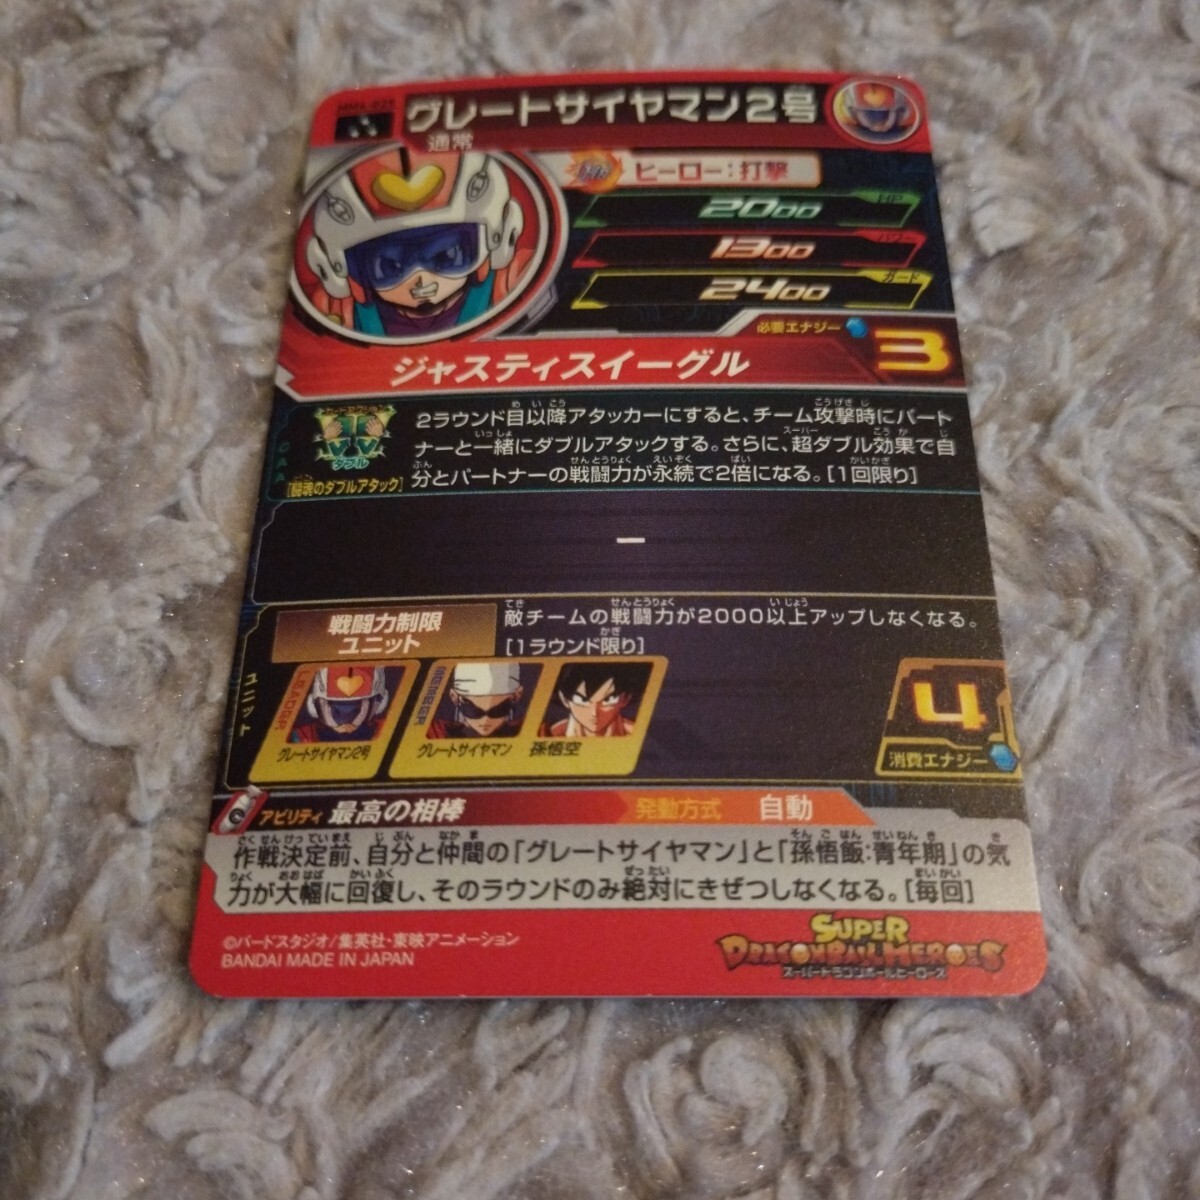 グレートサイヤマン2号
通常
ヒーロー:打撃
2000 HP
1300 パワー
2400 ガード
必要エナジー 3
ジャスティスイーグル
CAA
ダブル
[闘魂のダブルアタック]
2ラウンド目以降アタッカーにすると、チーム攻撃時にパート
ナーと一緒にダブルアタックする。さらに、超ダブル効果で自
分とパートナーの戦闘力が永続で2倍になる。[1回限り]
ー
ユニット
戦闘力制限
ユニット
敵チームの戦闘力が2000以上アップしなくなる。
[1ラウンド限り]
LEADER
グレートサイヤマン2号
MEMBER
グレートサイヤマン
孫悟空
4
消費エナジー
アビリティ 最高の相棒 発動方式 自動
作戦決定前、自分と仲間の「グレートサイヤマン」と「孫悟飯:青年期」の気
力が大幅に回復し、そのラウンドのみ絶対にきぜつしなくなる。[毎回]
©バードスタジオ/集英社・東映アニメーション
BANDAI MADE IN JAPAN
SUPER
DRAGONBALL HEROES
スーパードラゴンボールヒーローズ